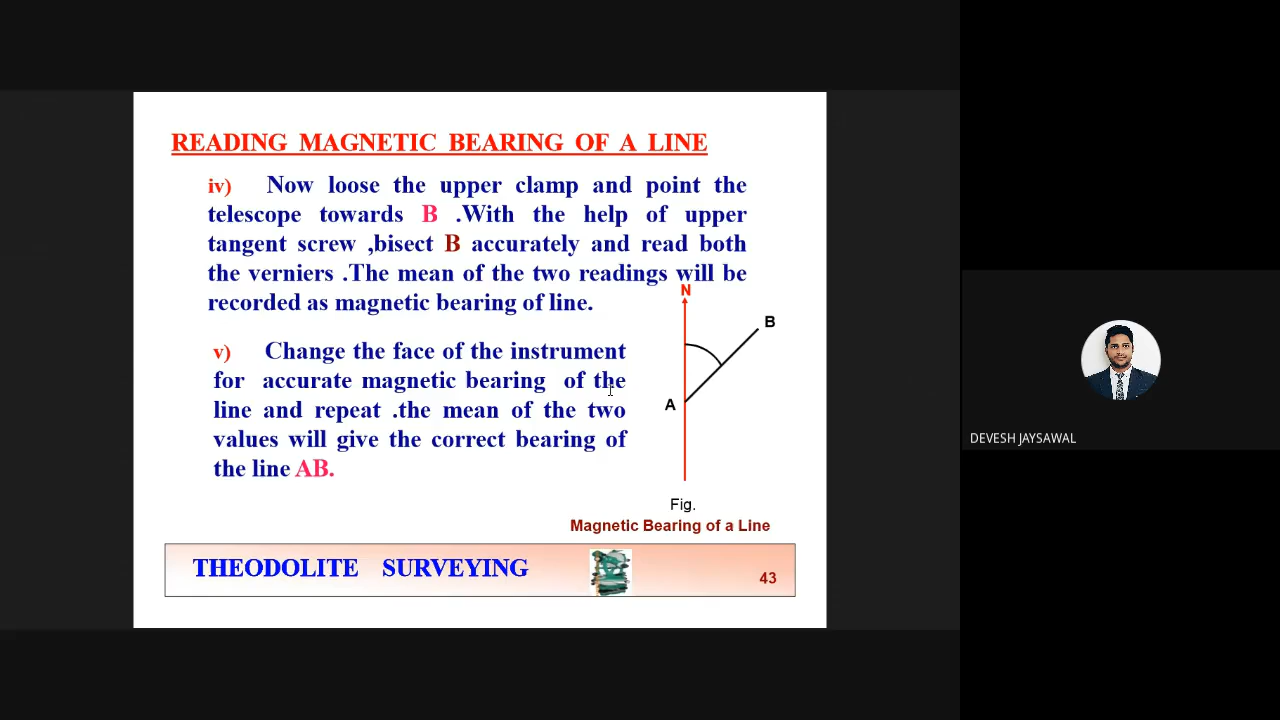 READING MAGNETIC BEARING OF A LINE
iv) Now loose the upper clamp and point the
telescope towards B .With the help of upper
tangent screw ,bisect B accurately and read both
the verniers .The mean of the two readings will be
recorded as magnetic bearing of line.
N
B
v) Change the face of the instrument
for accurate magnetic bearing of the
line and repeat .the mean of the two
values will give the correct bearing of
the line AB.
A
Fig.
Magnetic Bearing of a Line
THEODOLITE SURVEYING
43
DEVESH JAYSAWAL